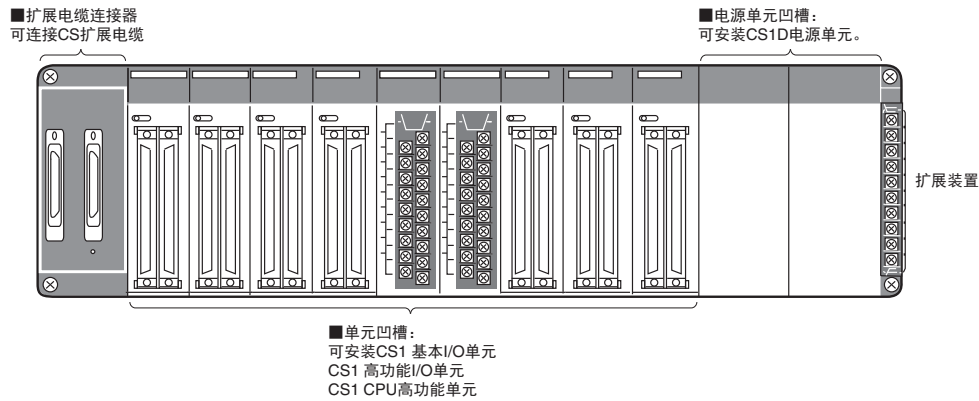 ■扩展电缆连接器
可连接CS扩展电缆
■电源单元凹槽：
可安装CS1D电源单元。
扩展装置
■单元凹槽：
可安装CS1 基本I/O单元
CS1 高功能I/O单元
CS1 CPU高功能单元